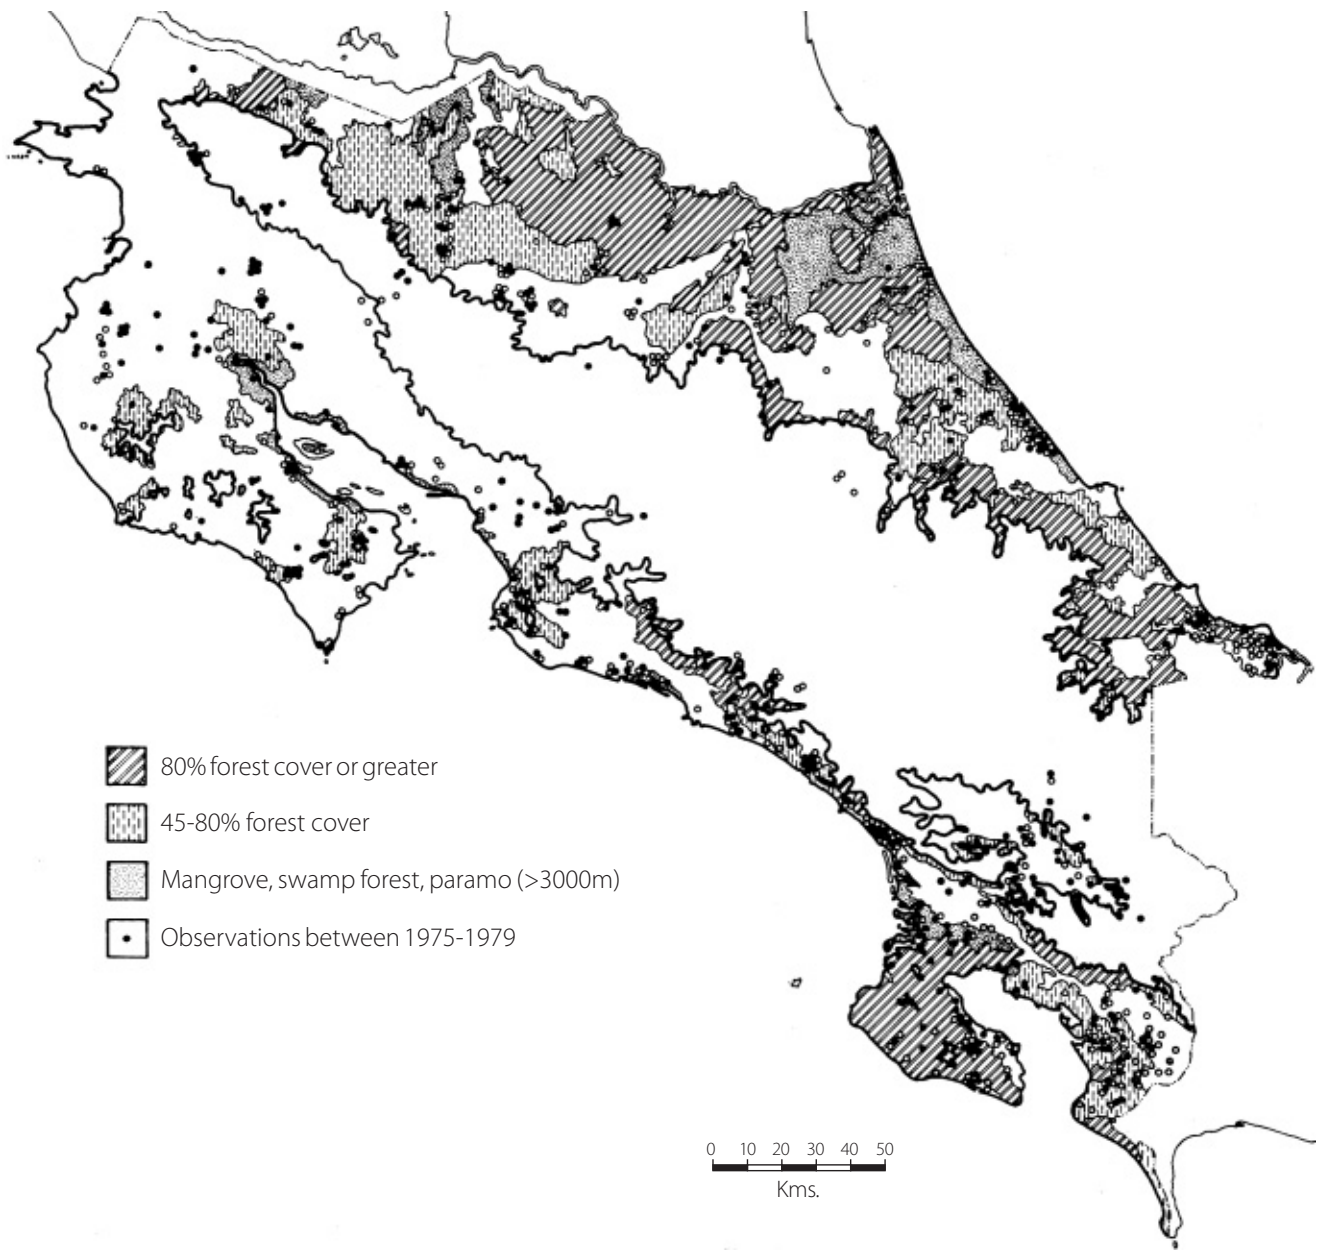 80% forest cover or greater
45-80% forest cover
Mangrove, swamp forest, paramo (>3000m)
Observations between 1975-1979
0 10 20 30 40 50
Kms.